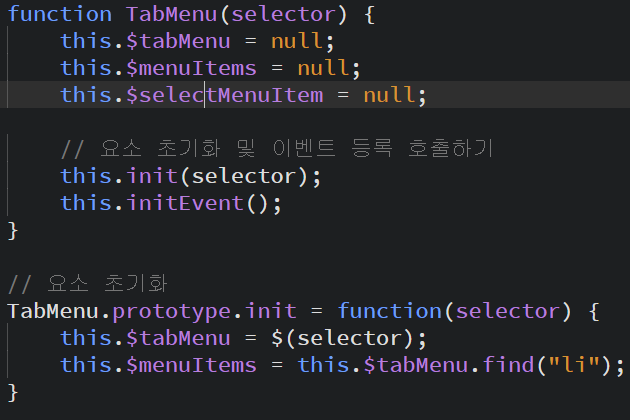 function TabMenu(selector) {
this.$tabMenu = null;
this.$menuItems = null;
this.$selectMenuItem = null;
// 요소 초기화 및 이벤트 등록 호출하기
this.init(selector);
this.initEvent();
}
// 요소 초기화
TabMenu.prototype.init = function(selector) {
this.$tabMenu = $(selector);
this.$menuItems = this.$tabMenu.find("li");
}